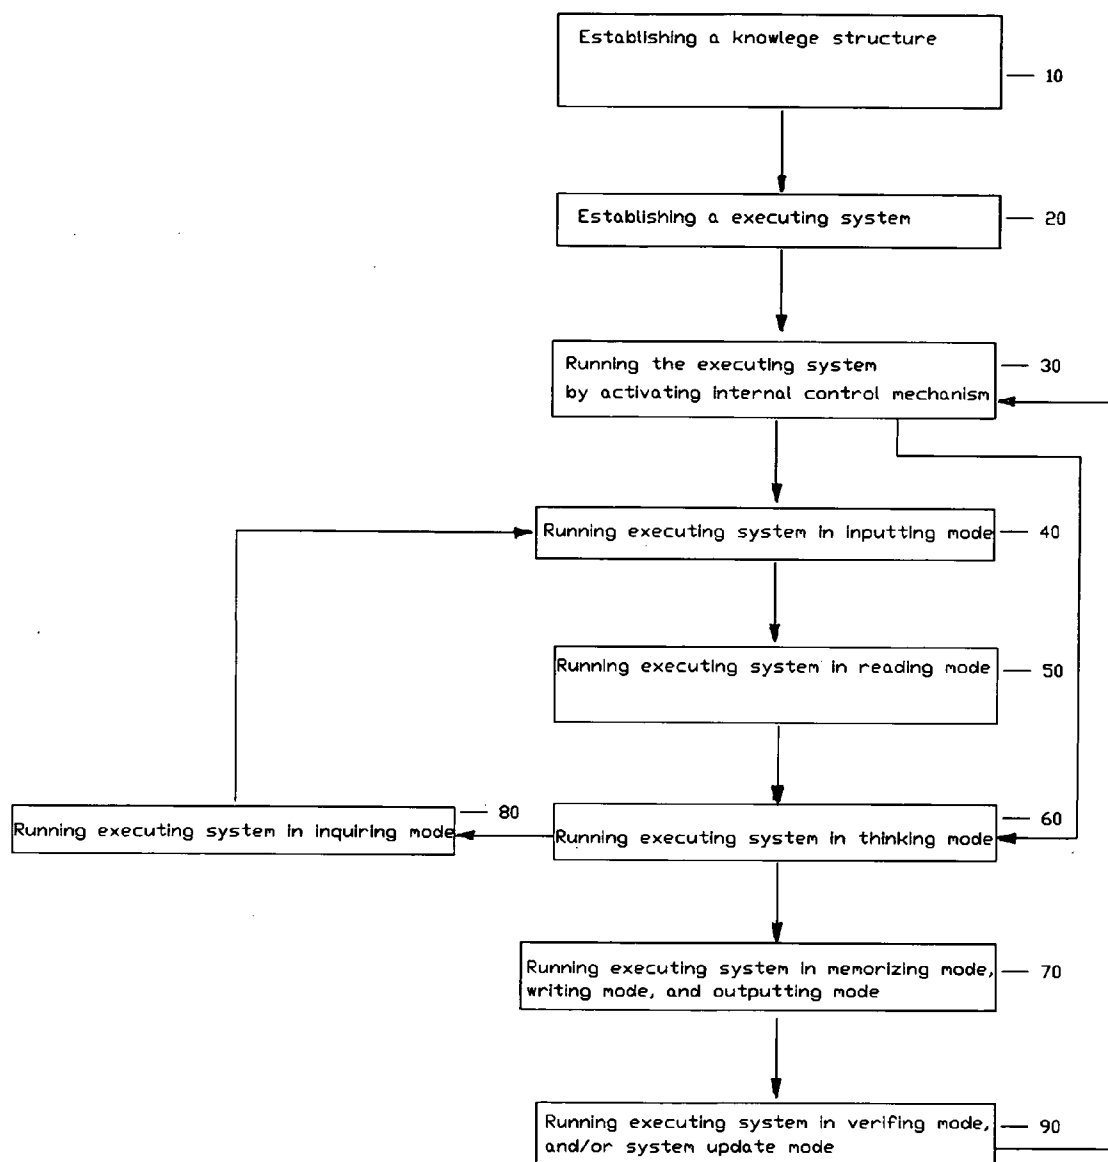 Establishing a knowlege structure
10
Establishing a executing system
20
Running the executing system
30
by activating internal control mechanism
Running executing system in inputting mode
40
Running executing system in reading mode
50
80
Running executing system in inquiring mode
60
Running executing system in thinking mode
Running executing system in memorizing mode,
70
writing mode, and outputting mode
Running executing system in verifing mode,
90
and/or system update mode